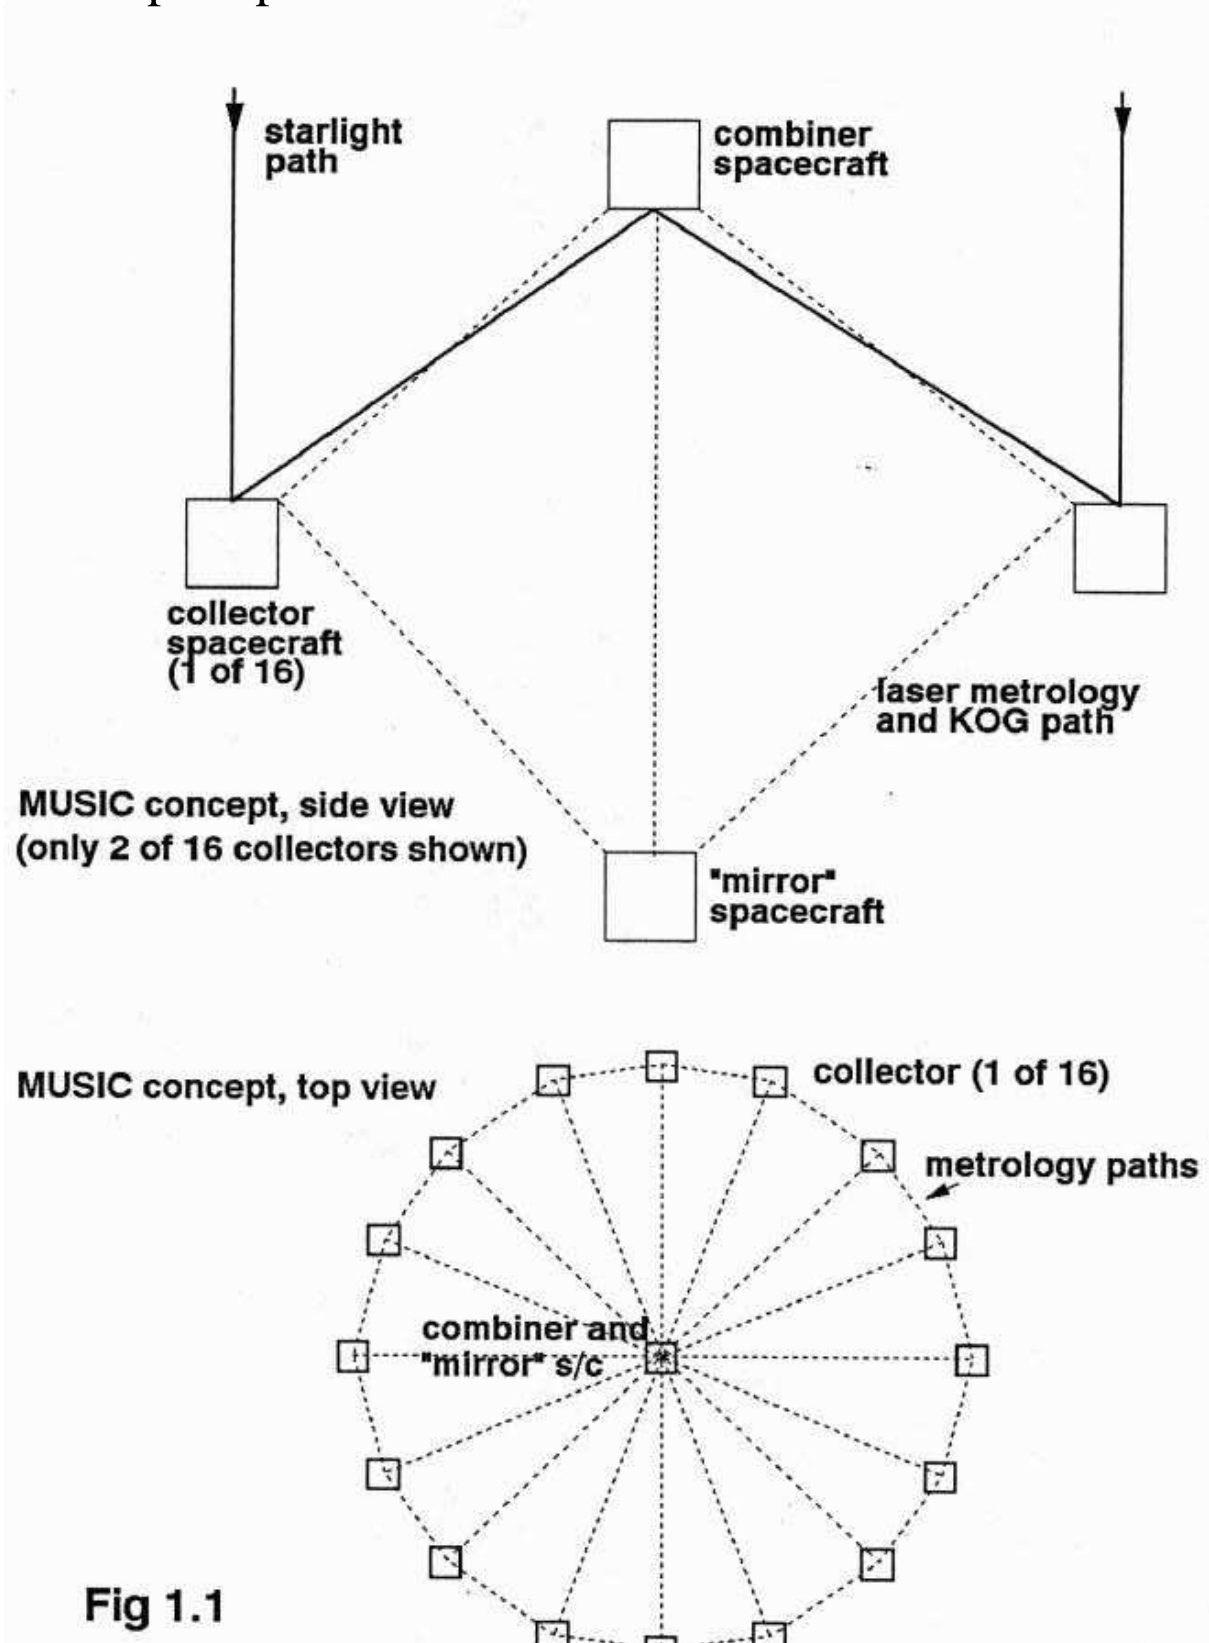 starlight
path
combiner
spacecraft
collector
spacecraft
(1 of 16)
laser metrology
and KOG path
MUSIC concept, side view
(only 2 of 16 collectors shown)
"mirror"
spacecraft
MUSIC concept, top view
collector (1 of 16)
metrology paths
combiner and
"mirror" s/c
Fig 1.1